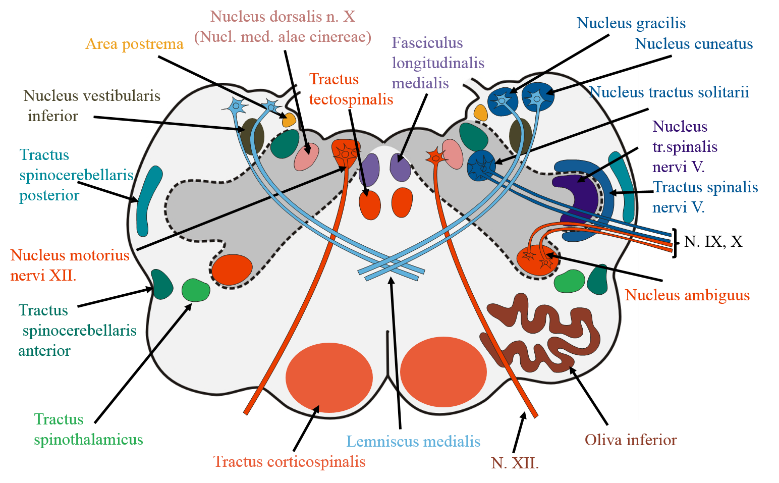 Nucleus dorsalis n. X
(Nucl. med. alae cinereae)
Area postrema
Fasciculus
longitudinalis
medialis
Nucleus gracilis
Nucleus cuneatus
Tractus
tectospinalis
Nucleus vestibularis
inferior
Nucleus tractus solitarii
Nucleus
tr.spinalis
nervi V.
Tractus spinalis
nervi V.
Tractus
spinocerebellaris
posterior
N. IX, X
Nucleus motorius
nervi XII.
Nucleus ambiguus
Tractus
spinocerebellaris
anterior
Tractus
spinothalamicus
Tractus corticospinalis
Lemniscus medialis
N. XII.
Oliva inferior